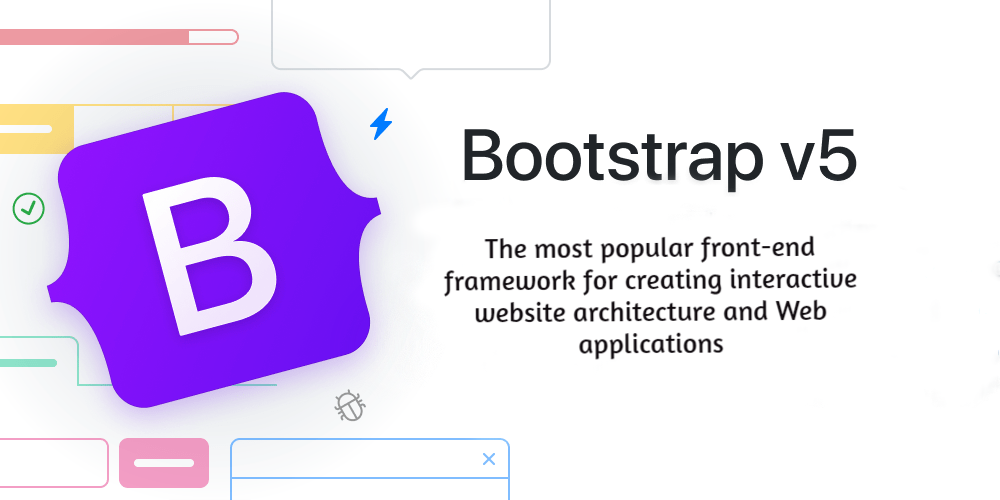 B
Bootstrap v5
The most popular front-end
framework for creating interactive
website architecture and Web
applications